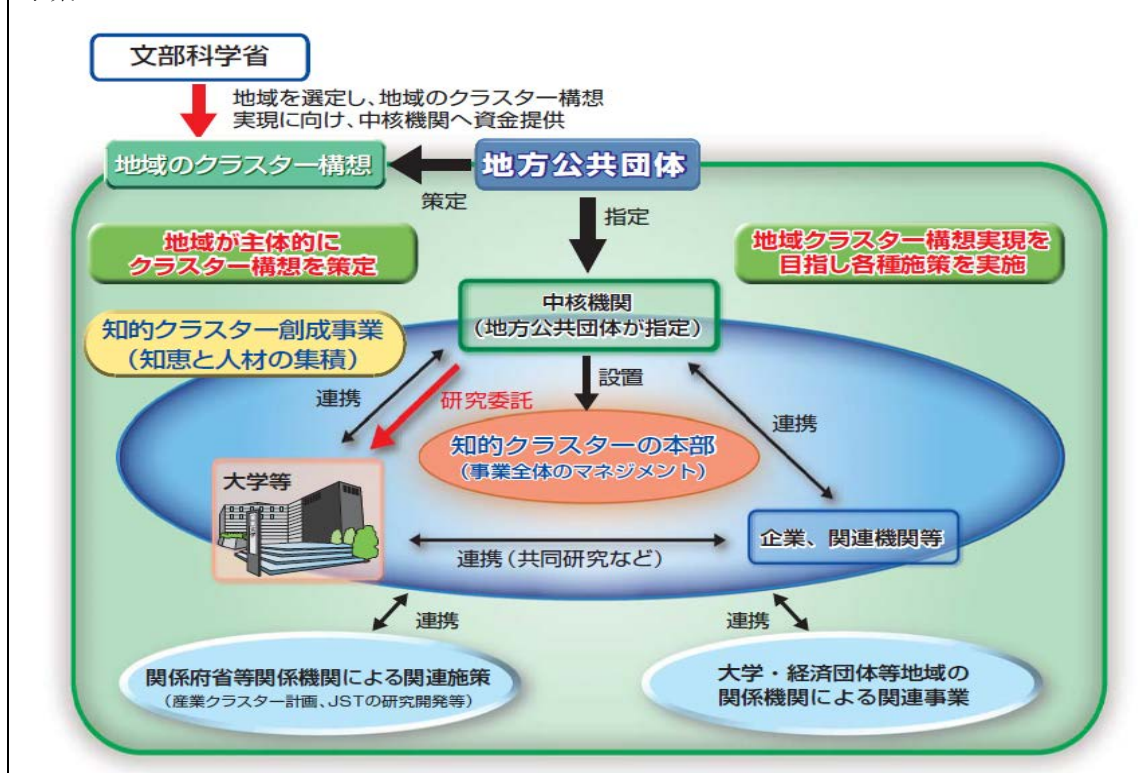 文部科学省
地域を選定し、地域のクラスター構想
実現に向け、中核機関へ資金提供
地域のクラスター構想
地方公共団体
策定
指定
地域が主体的に
クラスター構想を策定
地域クラスター構想実現を
目指し各種施策を実施
中核機関
(地方公共団体が指定)
知的クラスター創成事業
(知恵と人材の集積)
設置
連携
研究委託
連携
知的クラスターの本部
(事業全体のマネジメント)
大学等
企業、関連機関等
連携(共同研究など)
連携
連携
関係府省等関係機関による関連施策
(産業クラスター計画、JSTの研究開発等)
大学・経済団体等地域の
関係機関による関連事業